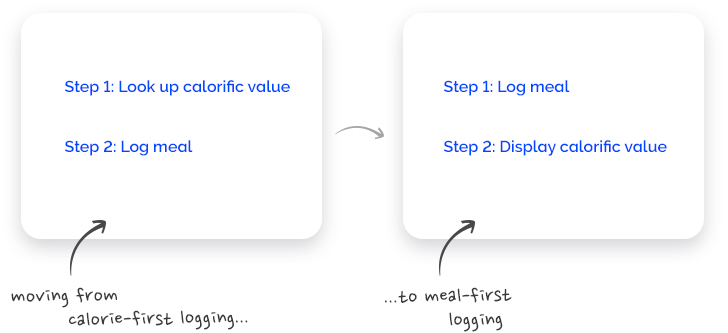 Step 1: Look up calorific value
Step 2: Log meal
moving from
calorie-first logging...
Step 1: Log meal
Step 2: Display calorific value
...to meal-first
logging